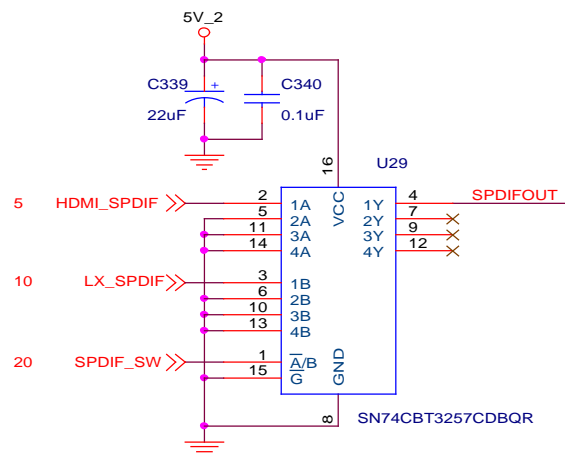 5V_2
C339 + C340
22uF 0.1uF
16 U29
VCC
5 HDMI_SPDIF 2 1A 1Y 4 SPDIFOUT
5 2A 2Y 7
11 3A 3Y 9
14 4A 4Y 12
10 LX_SPDIF 3 1B
6 2B
10 3B
13 4B
20 SPDIF_SW 1 A/B
15 G
GND
8 SN74CBT3257CDBQR